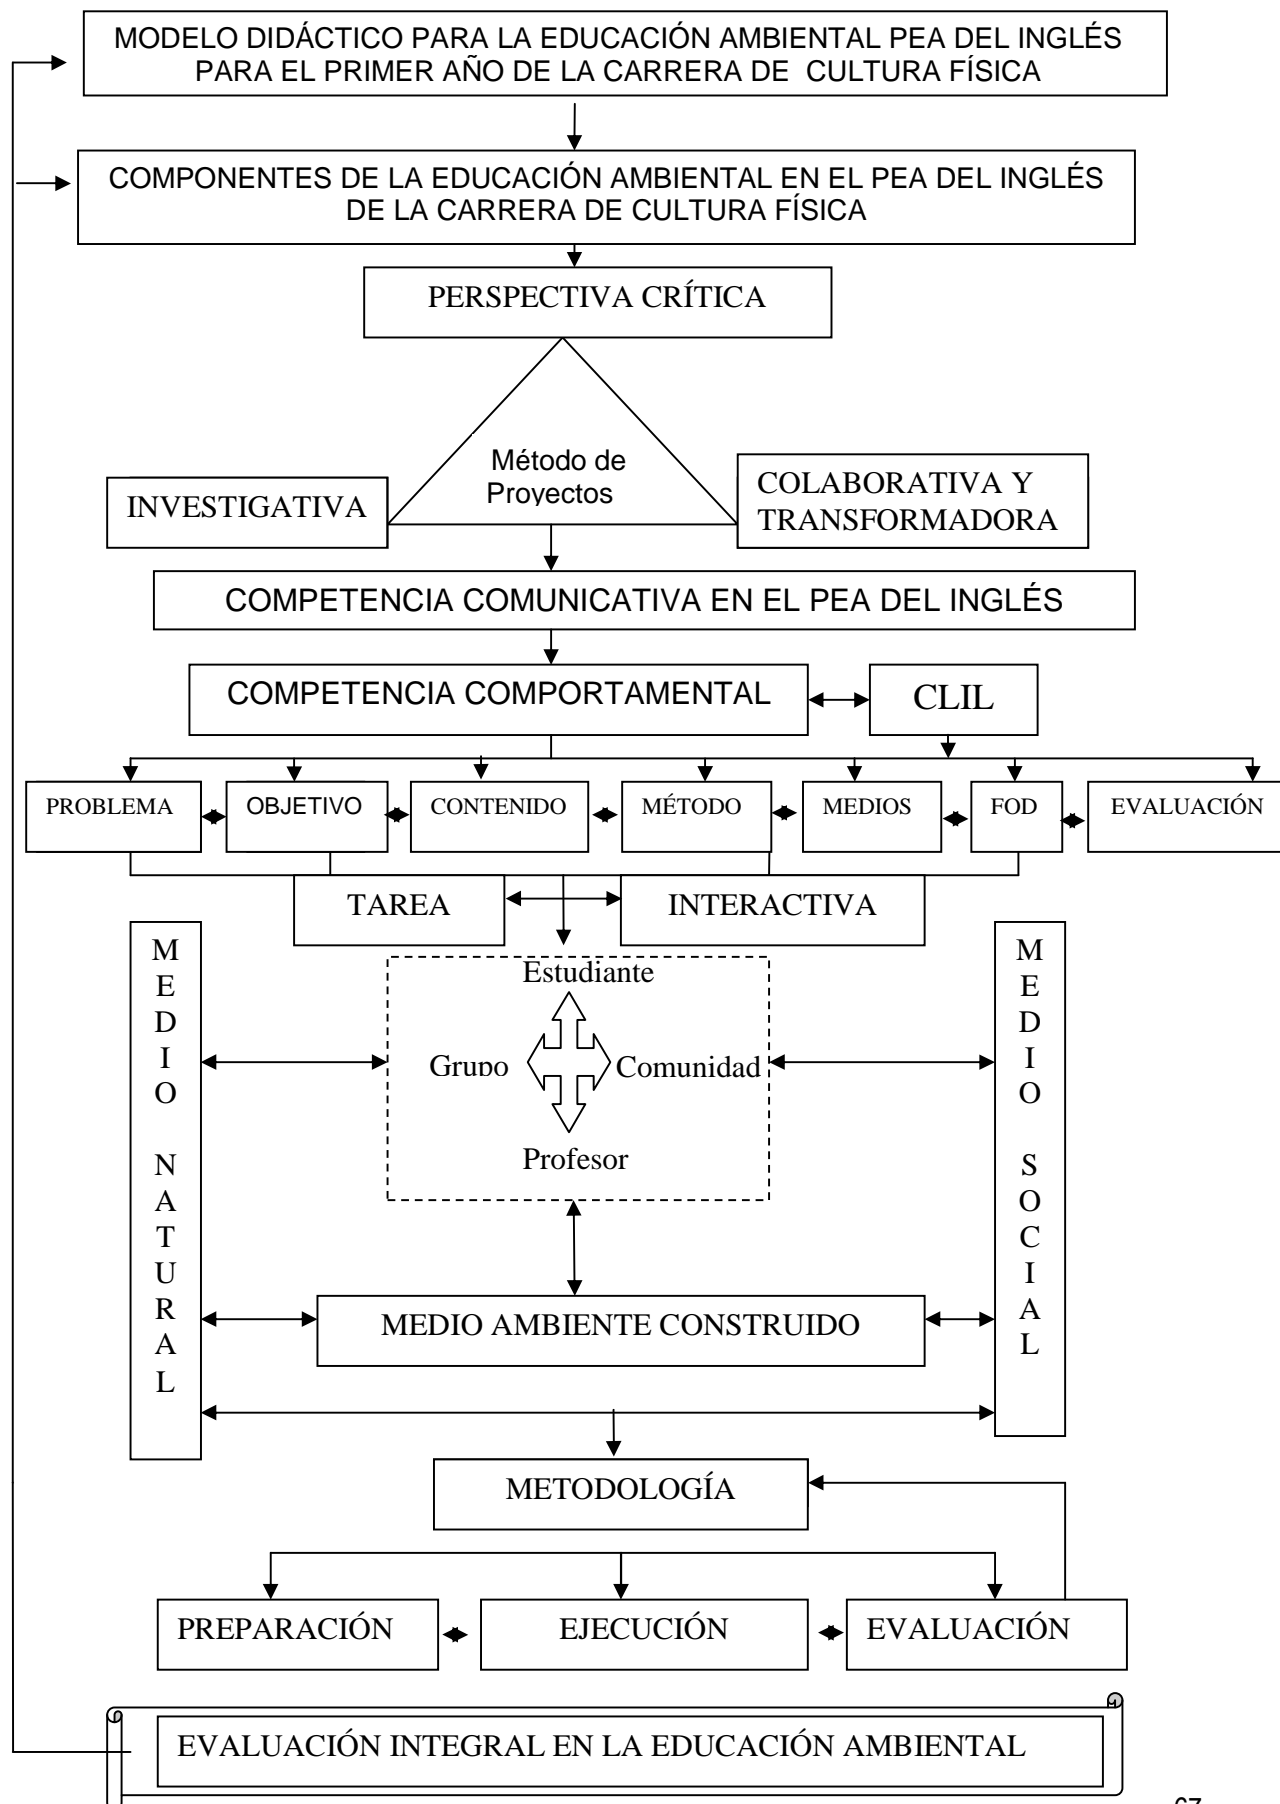 MODELO DIDÁCTICO PARA LA EDUCACIÓN AMBIENTAL PEA DEL INGLÉS
PARA EL PRIMER AÑO DE LA CARRERA DE CULTURA FÍSICA
COMPONENTES DE LA EDUCACIÓN AMBIENTAL EN EL PEA DEL INGLÉS
DE LA CARRERA DE CULTURA FÍSICA
PERSPECTIVA CRÍTICA
Método de
Proyectos
INVESTIGATIVA
COLABORATIVA Y
TRANSFORMADORA
COMPETENCIA COMUNICATIVA EN EL PEA DEL INGLÉS
COMPETENCIA COMPORTAMENTAL
CLIL
PROBLEMA
OBJETIVO
CONTENIDO
MÉTODO
MEDIOS
FOD
EVALUACIÓN
TAREA
INTERACTIVA
MEDIO NATURAL
Estudiante
Grupo
Comunidad
Profesor
MEDIO SOCIAL
MEDIO AMBIENTE CONSTRUIDO
METODOLOGÍA
PREPARACIÓN
EJECUCIÓN
EVALUACIÓN
EVALUACIÓN INTEGRAL EN LA EDUCACIÓN AMBIENTAL